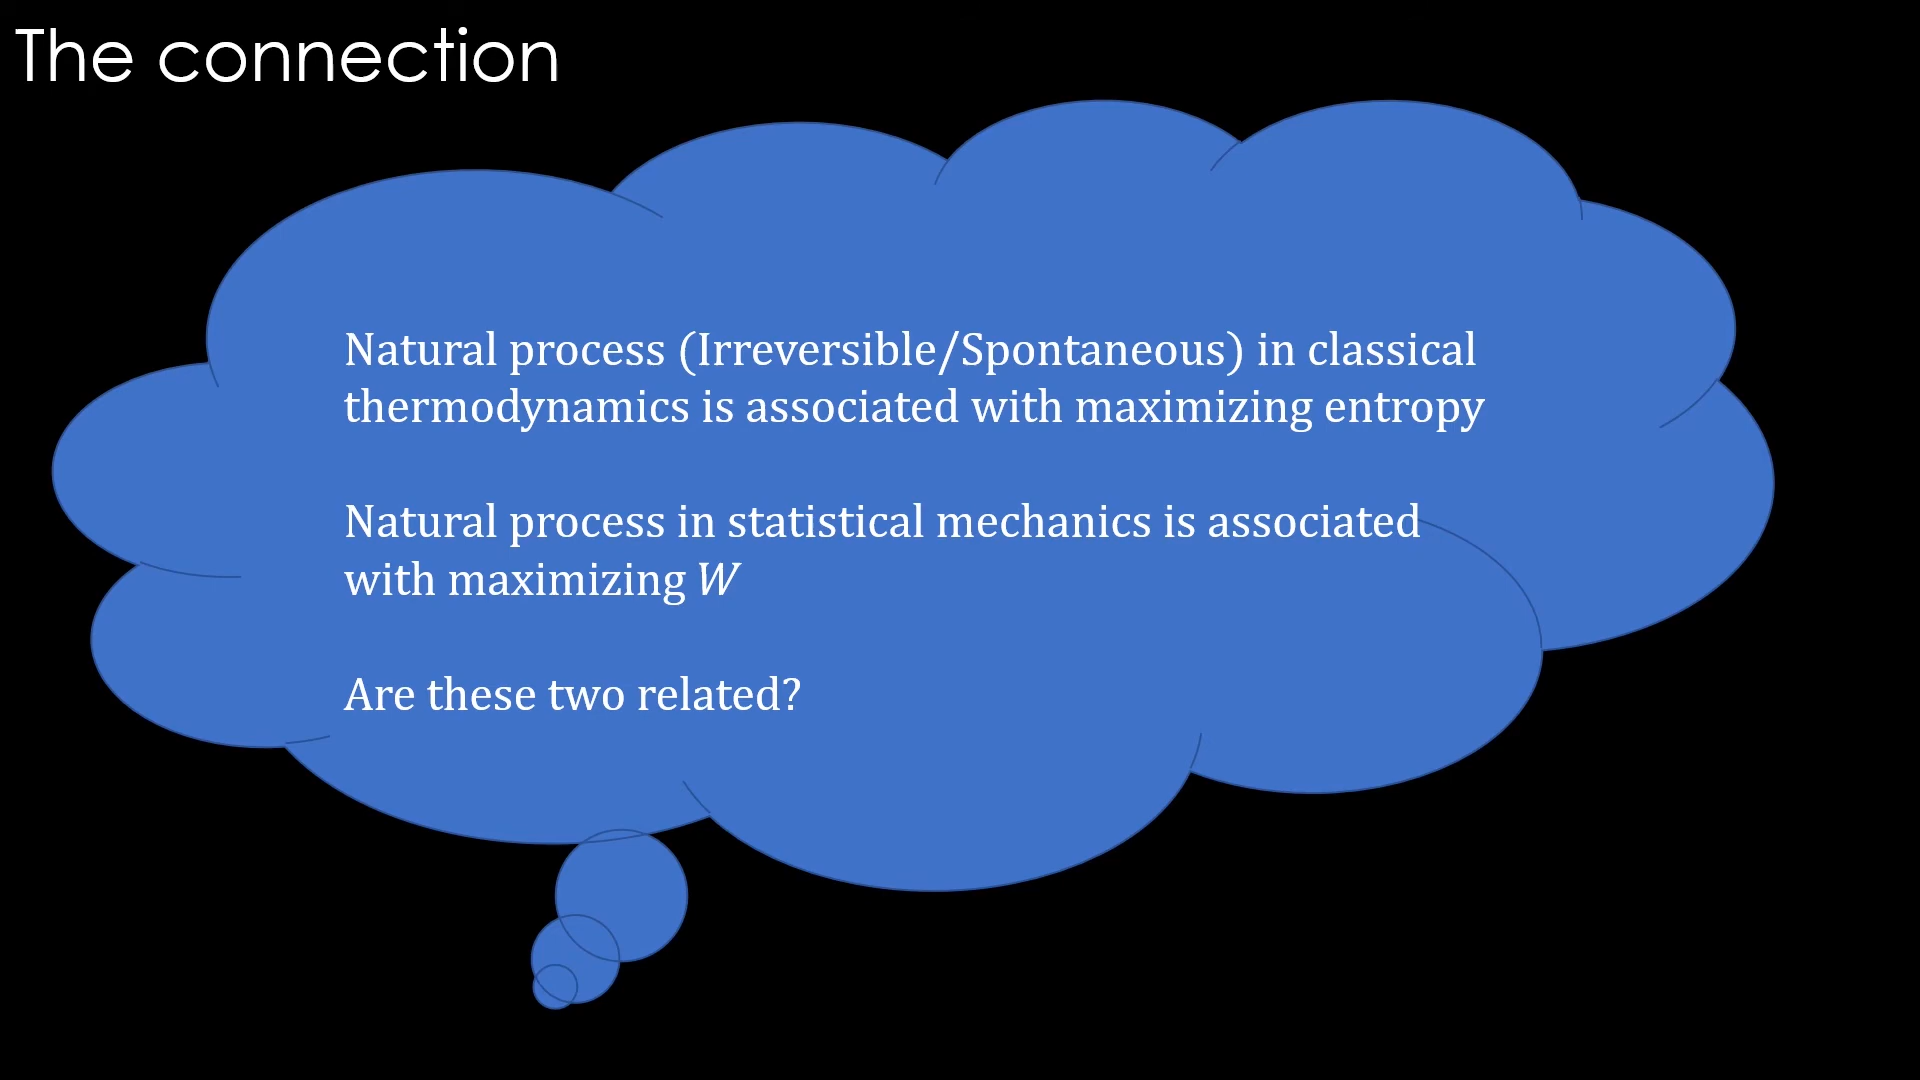 The connection
Natural process (Irreversible/Spontaneous) in classical
thermodynamics is associated with maximizing entropy
Natural process in statistical mechanics is associated
with maximizing W
Are these two related?